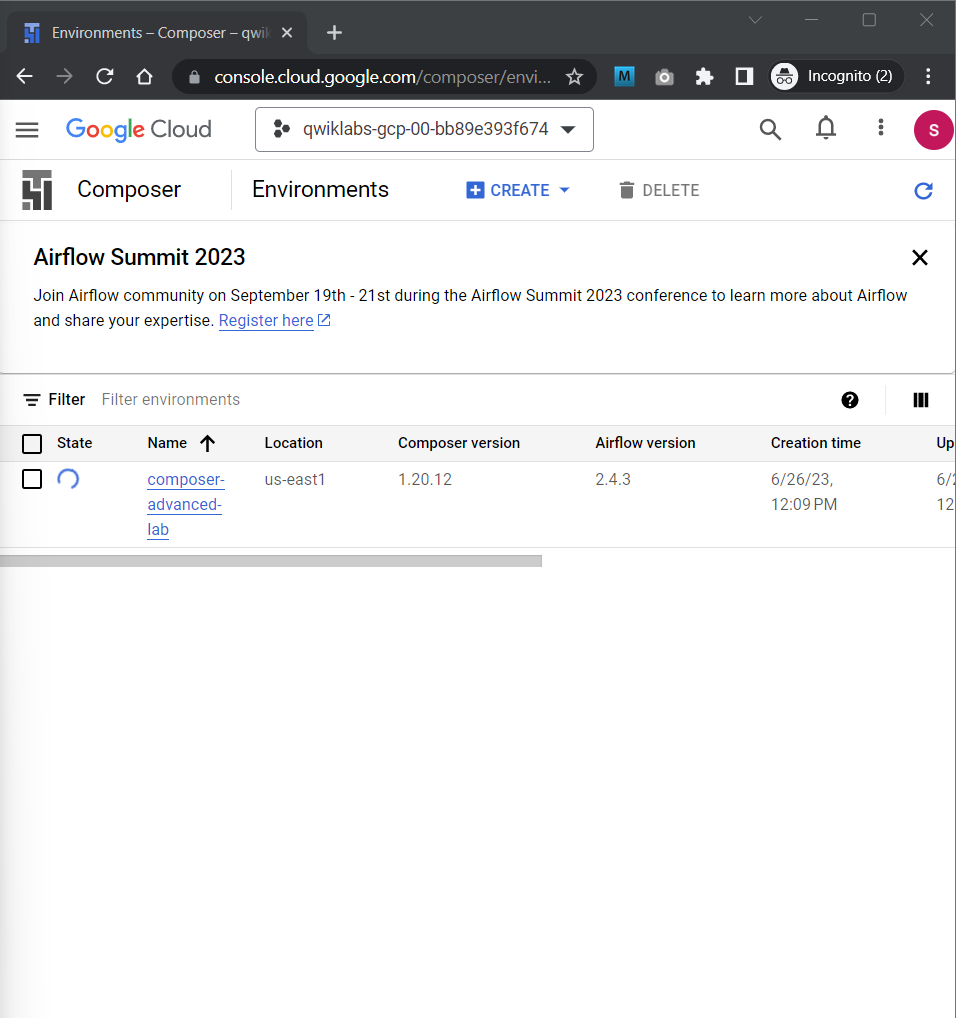 Environments – Composer – qwik
console.cloud.google.com/composer/envi...
M
Incognito (2)
Google Cloud
qwiklabs-gcp-00-bb89e393f674
S
Composer
Environments
CREATE
DELETE
Airflow Summit 2023
Join Airflow community on September 19th - 21st during the Airflow Summit 2023 conference to learn more about Airflow
and share your expertise. Register here
Filter Filter environments
State Name Location Composer version Airflow version Creation time Up
composer- us-east1 1.20.12 2.4.3 6/26/23, 6/2
advanced- 12:09 PM 12
lab